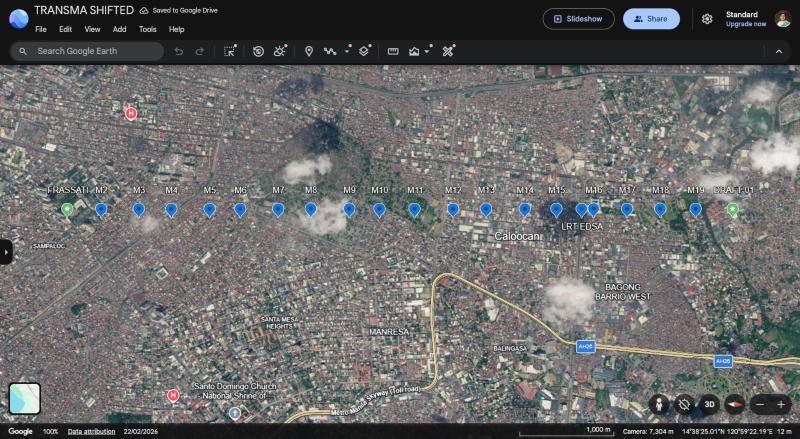 TRANSMA SHIFTED
Saved to Google Drive
File Edit View Add Tools Help
Slideshow
Share
Standard
Upgrade now
Search Google Earth
H
FRASSATI M2 M3 M4 M5 M6 M7 M8 M9 M10 M11 M12 M13 M14 M15 M16 M17 M18 M19 DRAFT-01
LRT EDSA
Caloocan
SAMPALOC
BAGONG
BARRIO WEST
SANTA MESA
HEIGHTS
MANRESA
BALINGASA
AH26
AH26
Metro Manila Skyway (Toll road)
H
Santo Domingo Church
- National Shrine of
3D
Google 100% Data attribution 22/02/2026 1,000 m Camera: 7,304 m 14°38'25.01"N 120°59'22.19"E 12 m